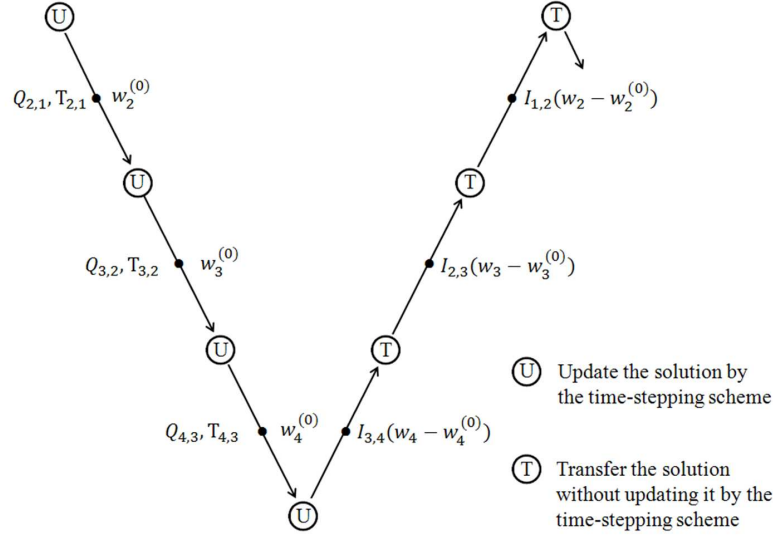 U
T
Q_{2,1}, T_{2,1} w_2^{(0)}
I_{1,2}(w_2 − w_2^{(0)})
U
T
Q_{3,2}, T_{3,2} w_3^{(0)}
I_{2,3}(w_3 − w_3^{(0)})
U
T
U Update the solution by
the time-stepping scheme
Q_{4,3}, T_{4,3} w_4^{(0)}
I_{3,4}(w_4 − w_4^{(0)})
T Transfer the solution
without updating it by the
time-stepping scheme
U